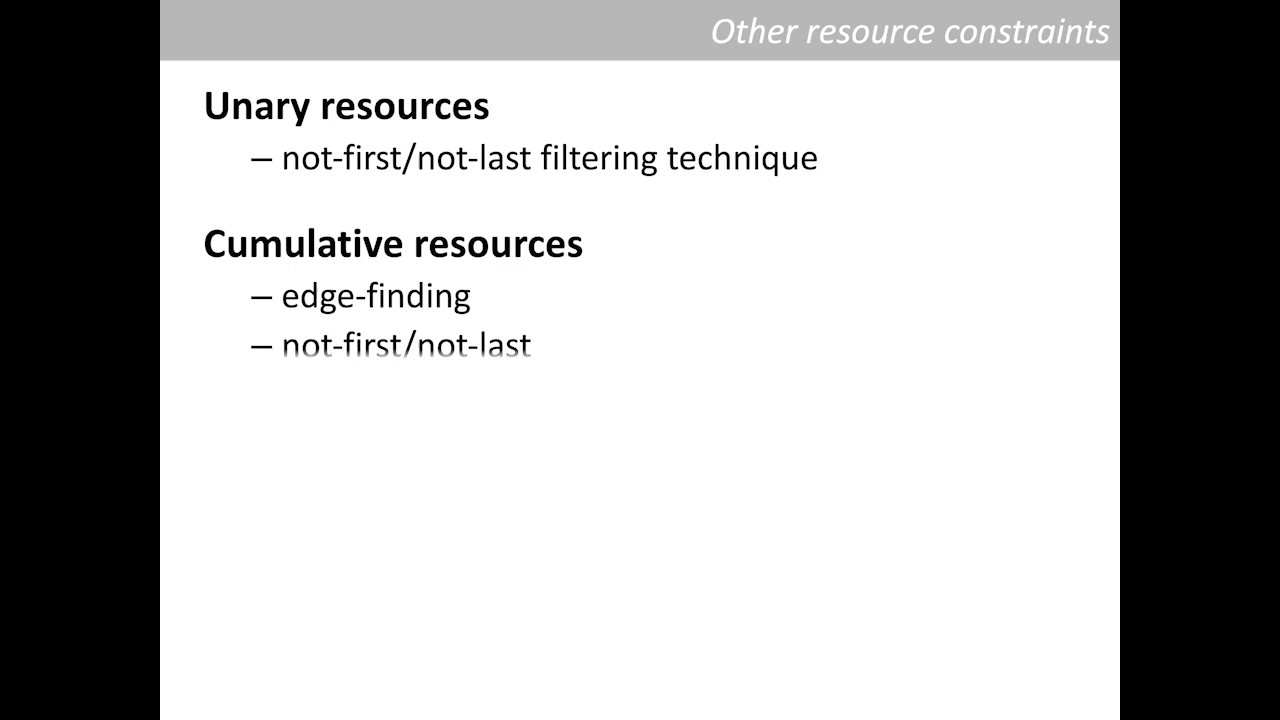 Other resource constraints
Unary resources
– not-first/not-last filtering technique
Cumulative resources
– edge-finding
– not-first/not-last